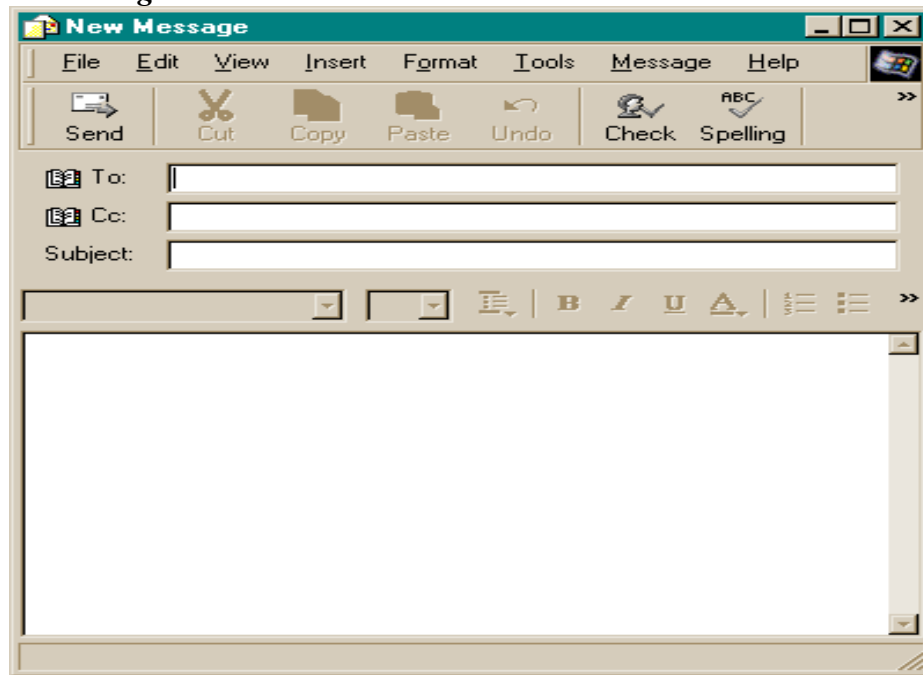 New Message
File Edit View Insert Format Tools Message Help
ABC
Send Cut Copy Paste Undo Check Spelling
To:
Cc:
Subject:
B I U A